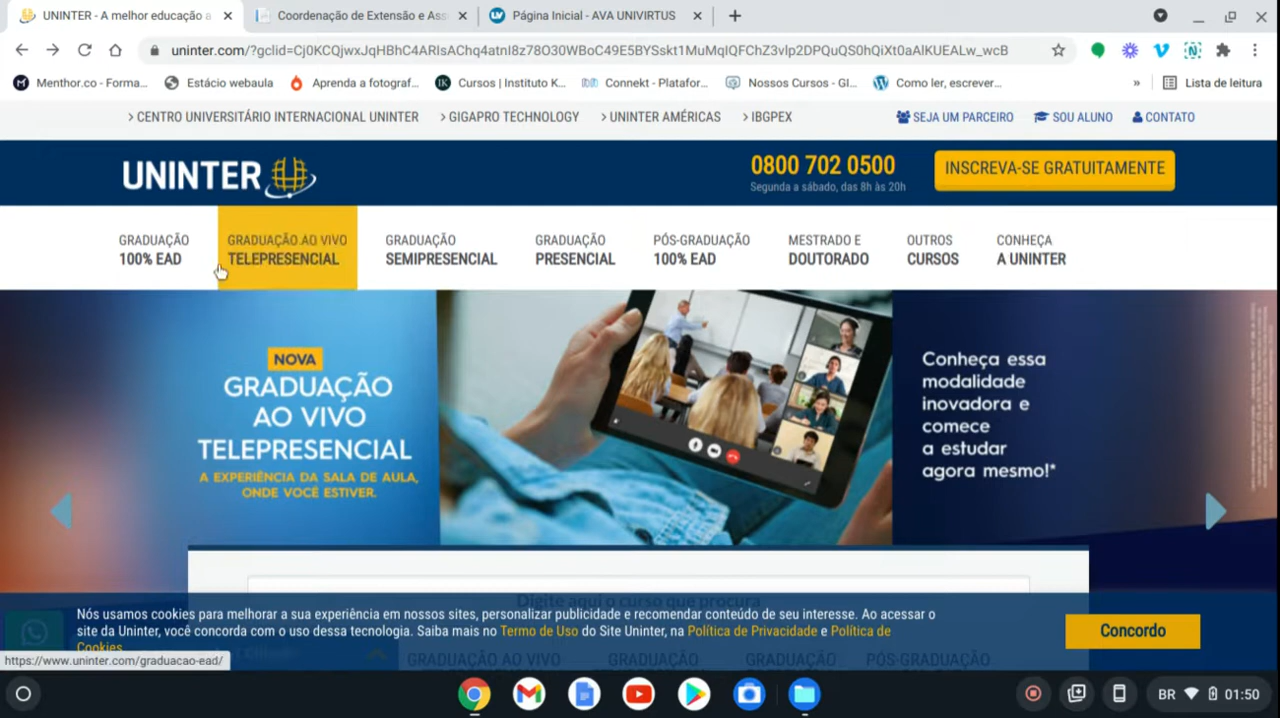 UNINTER - A melhor educação a
Coordenação de Extensão e Ass
Página Inicial - AVA UNIVIRTUS
uninter.com/?gclid=Cj0KCQjwxJqHBhC4ARIsAChq4atnI8z78O30WBoC49E5BYSskt1MuMqIQFChZ3vIp2DPQuQS0hQiXt0aAlKUEALw_wcB
Menthor.co - Forma...
Estácio webaula
Aprenda a fotograf...
Cursos | Instituto K...
Connekt - Platafor...
Nossos Cursos - GI...
Como ler, escrever...
»
Lista de leitura
> CENTRO UNIVERSITÁRIO INTERNACIONAL UNINTER
> GIGAPRO TECHNOLOGY
> UNINTER AMÉRICAS
> IBGPEX
SEJA UM PARCEIRO
SOU ALUNO
CONTATO
UNINTER
0800 702 0500
Segunda a sábado, das 8h às 20h
INSCREVA-SE GRATUITAMENTE
GRADUAÇÃO
100% EAD
GRADUAÇÃO AO VIVO
TELEPRESENCIAL
GRADUAÇÃO
SEMIPRESENCIAL
GRADUAÇÃO
PRESENCIAL
PÓS-GRADUAÇÃO
100% EAD
MESTRADO E
DOUTORADO
OUTROS
CURSOS
CONHEÇA
A UNINTER
NOVA
GRADUAÇÃO
AO VIVO
TELEPRESENCIAL
A EXPERIÊNCIA DA SALA DE AULA,
ONDE VOCÊ ESTIVER.
Conheça essa
modalidade
inovadora e
comece
a estudar
agora mesmo!*
Digite aqui o curso que procura
Nós usamos cookies para melhorar a sua experiência em nossos sites, personalizar publicidade e recomendar conteúdo de seu interesse. Ao acessar o
site da Uninter, você concorda com o uso dessa tecnologia. Saiba mais no Termo de Uso do Site Uninter, na Política de Privacidade e Política de
Cookies
Concordo
GRADUAÇÃO AO VIVO
GRADUAÇÃO
GRADUAÇÃO
PÓS-GRADUAÇÃO
https://www.uninter.com/graduacao-ead/
BR
01:50